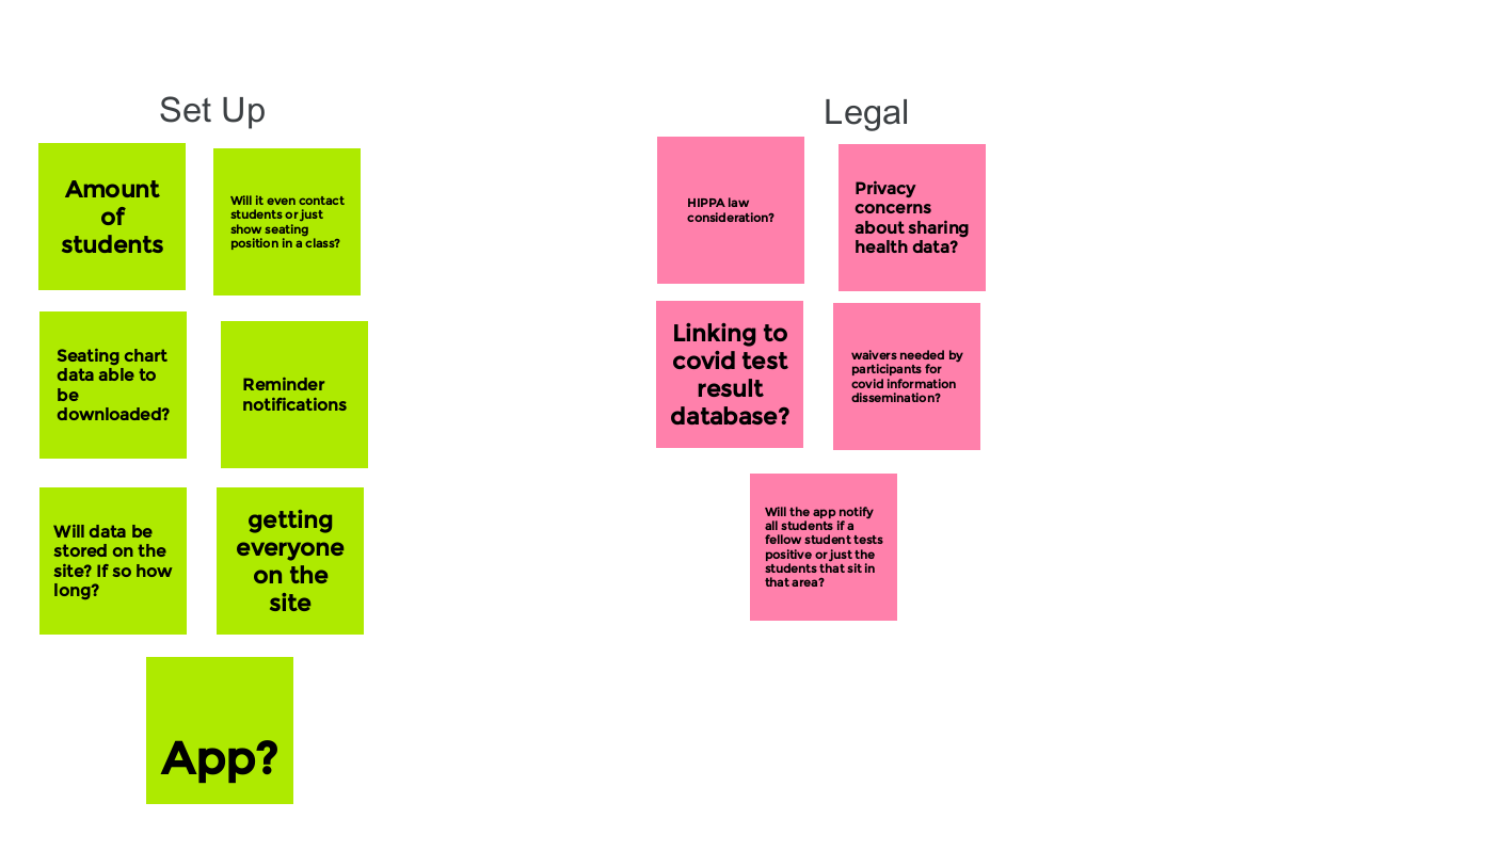 Set Up
Amount
of
students
Will it even contact
students or just
show seating
position in a class?
Seating chart
data able to
be
downloaded?
Reminder
notifications
Will data be
stored on the
site? If so how
long?
getting
everyone
on the
site
App?
Legal
HIPPA law
consideration?
Privacy
concerns
about sharing
health data?
Linking to
covid test
result
database?
waivers needed by
participants for
covid information
dissemination?
Will the app notify
all students if a
fellow student tests
positive or just the
students that sit in
that area?